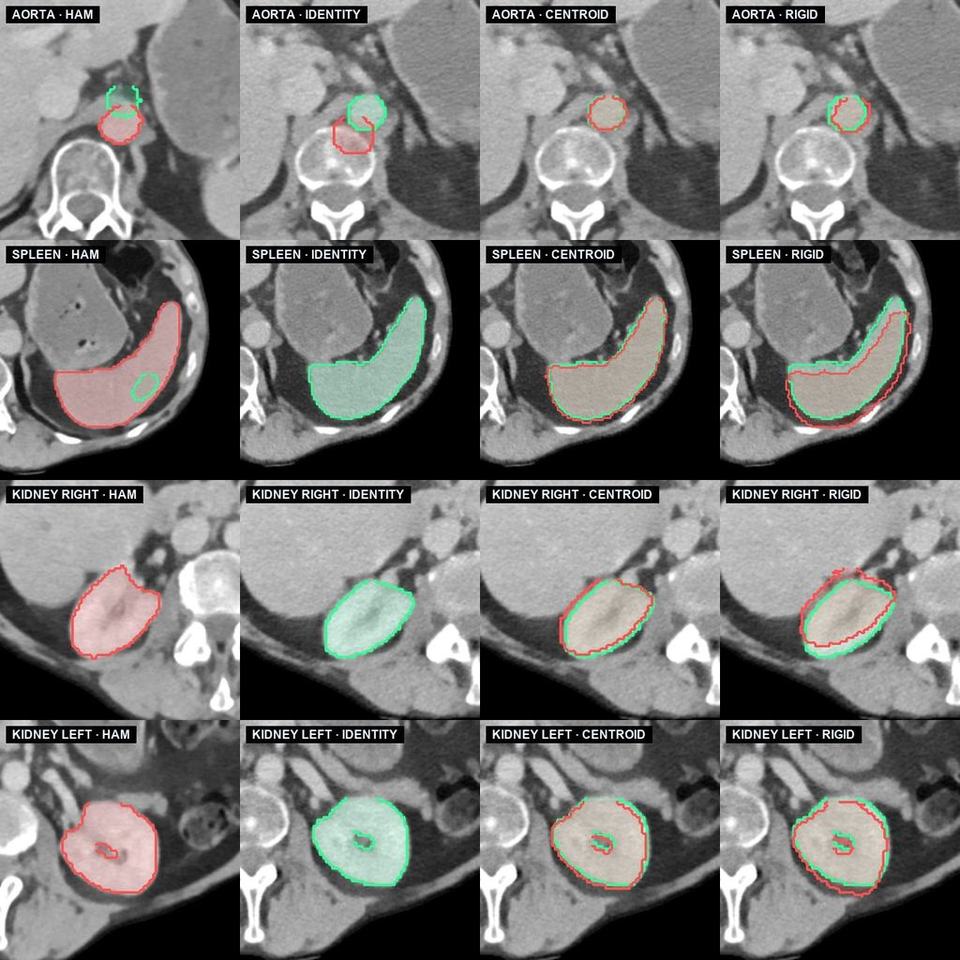 AORTA · HAM
AORTA · IDENTITY
AORTA · CENTROID
AORTA · RIGID
SPLEEN · HAM
SPLEEN · IDENTITY
SPLEEN · CENTROID
SPLEEN · RIGID
KIDNEY RIGHT · HAM
KIDNEY RIGHT · IDENTITY
KIDNEY RIGHT · CENTROID
KIDNEY RIGHT · RIGID
KIDNEY LEFT · HAM
KIDNEY LEFT · IDENTITY
KIDNEY LEFT · CENTROID
KIDNEY LEFT · RIGID